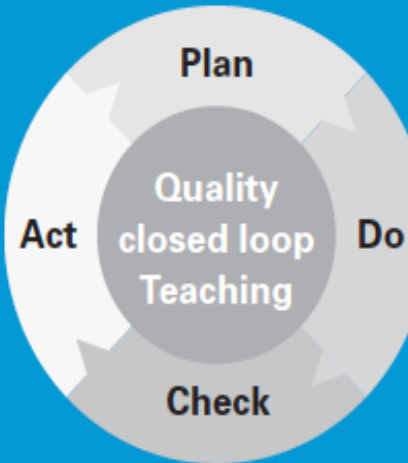 Plan
Act
Quality
closed loop
Teaching
Do
Check